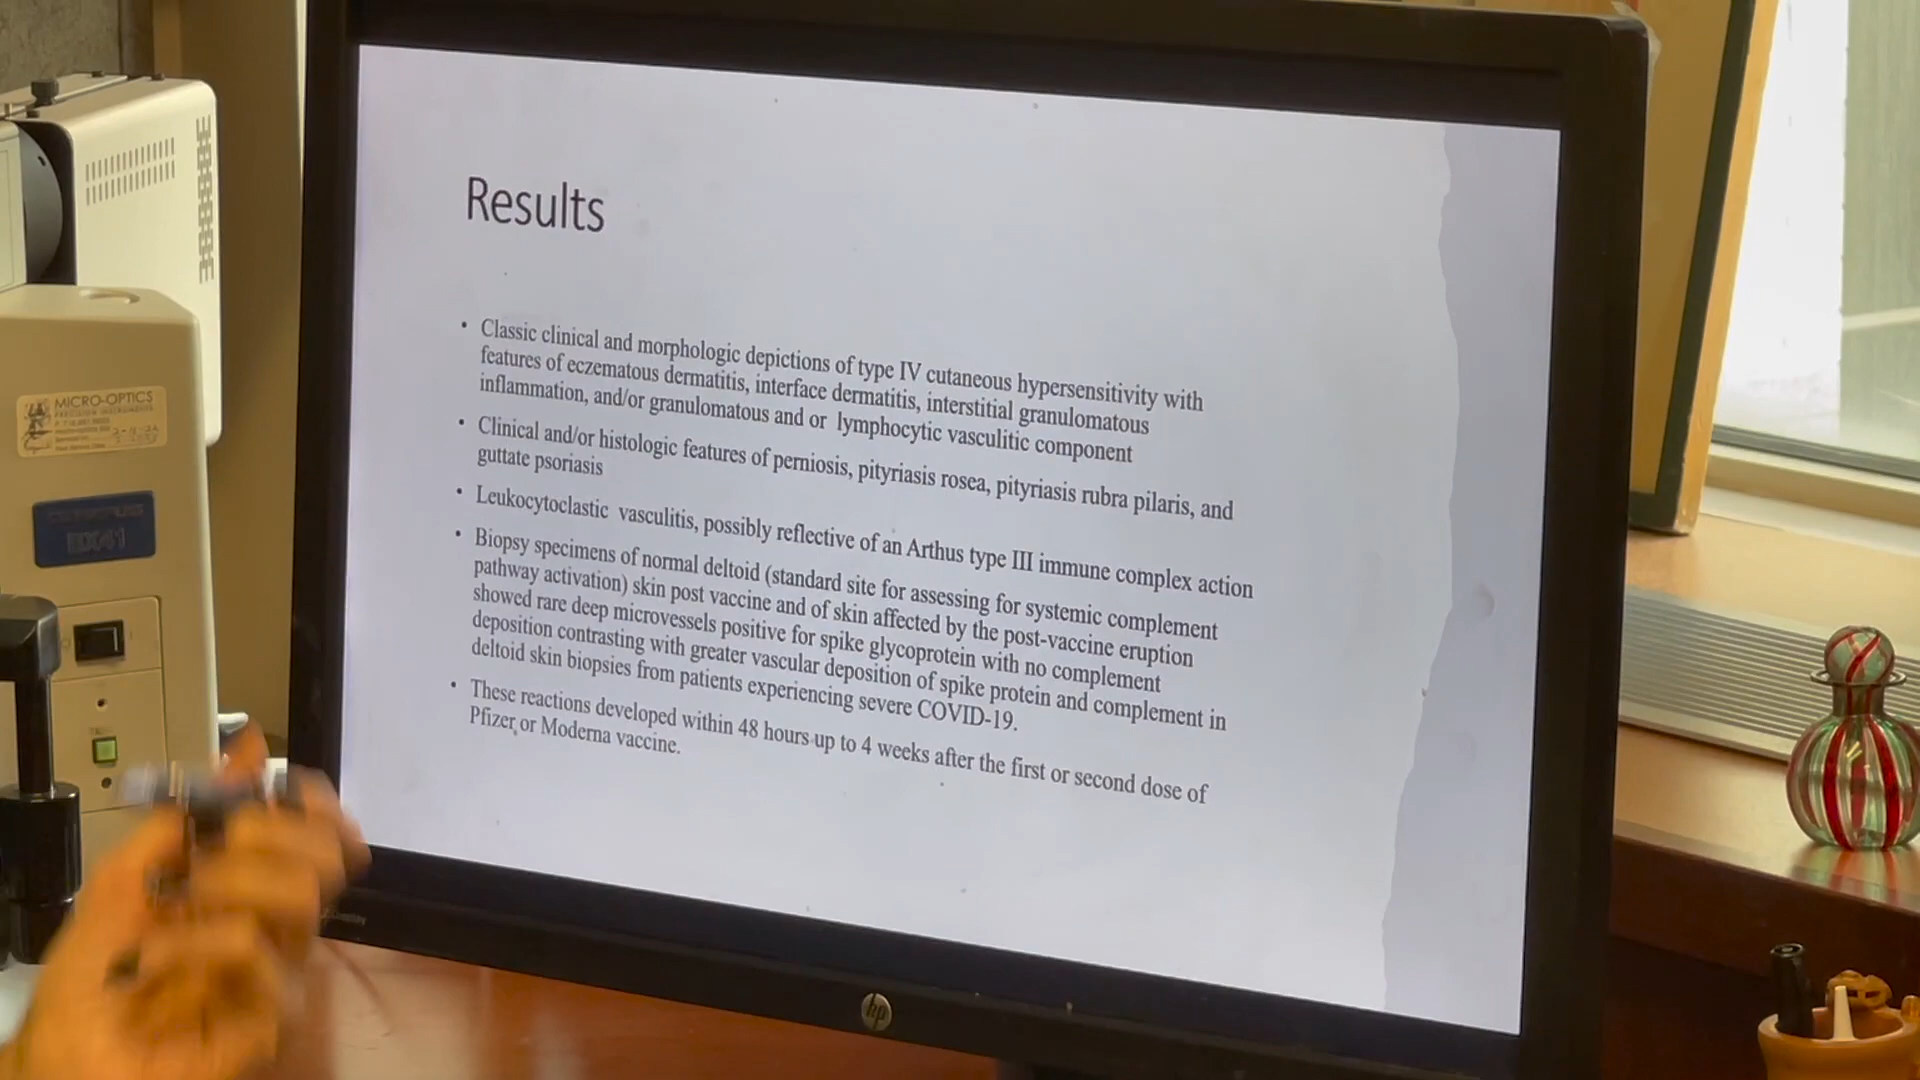 Results
• Classic clinical and morphologic depictions of type IV cutaneous hypersensitivity with
features of eczematous dermatitis, interface dermatitis, interstitial granulomatous
inflammation, and/or granulomatous and or lymphocytic vasculitic component
• Clinical and/or histologic features of perniosis, pityriasis rosea, pityriasis rubra pilaris, and
guttate psoriasis
• Leukocytoclastic vasculitis, possibly reflective of an Arthus type III immune complex action
• Biopsy specimens of normal deltoid (standard site for assessing for systemic complement
pathway activation) skin post vaccine and of skin affected by the post-vaccine eruption
showed rare deep microvessels positive for spike glycoprotein with no complement
deposition contrasting with greater vascular deposition of spike protein and complement in
deltoid skin biopsies from patients experiencing severe COVID-19.
• These reactions developed within 48 hours up to 4 weeks after the first or second dose of
Pfizer or Moderna vaccine.
MICRO-OPTICS
PRECISION INSTRUMENTS
OLYMPUS
BX41
hp